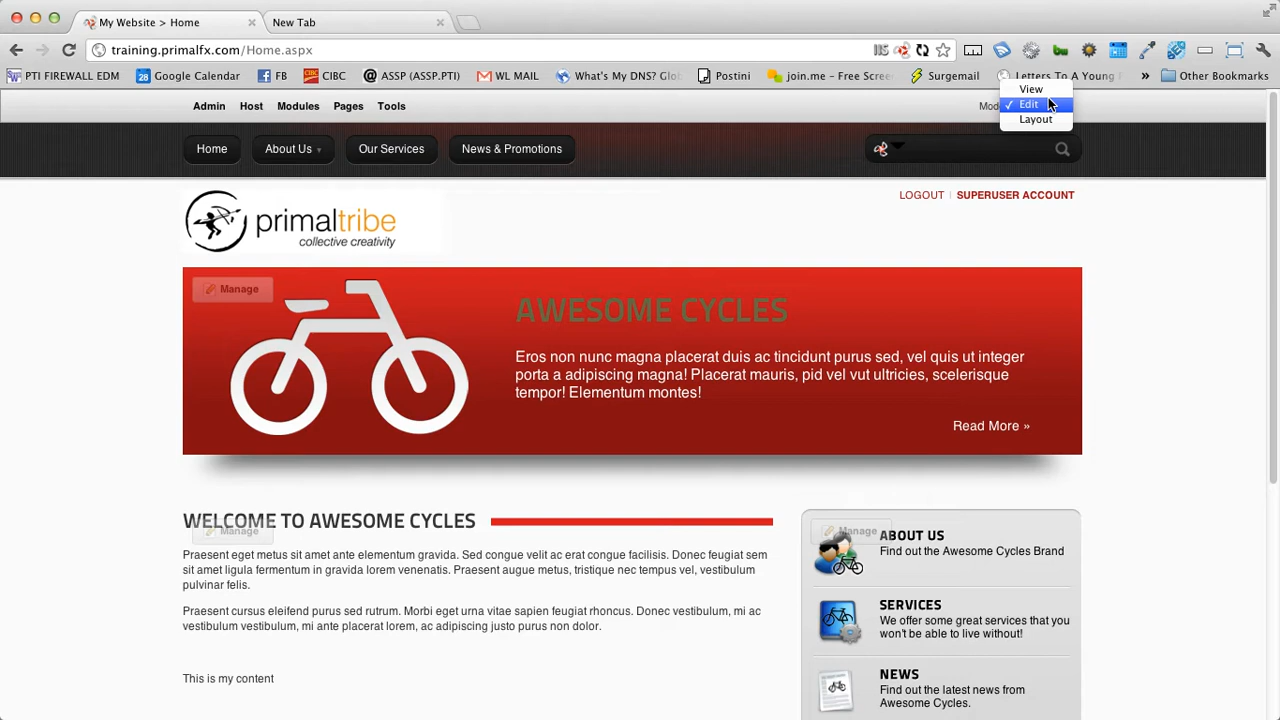 My Website > Home
New Tab
training.primalfx.com/Home.aspx
PTI FIREWALL EDM
28 Google Calendar
FB
CIBC CIBC
@ ASSP (ASSP.PTI)
WL MAIL
What's My DNS? Glo
Postini
join.me – Free Scree
Surgemail
Letters To A Young
»
Other Bookmarks
Admin
Host
Modules
Pages
Tools
Mod
View
✓ Edit
Layout
Home
About Us
Our Services
News & Promotions
LOGOUT | SUPERUSER ACCOUNT
primaltribe
collective creativity
Manage
AWESOME CYCLES
Eros non nunc magna placerat duis ac tincidunt purus sed, vel quis ut integer
porta a adipiscing magna! Placerat mauris, pid vel vut ultricies, scelerisque
tempor! Elementum montes!
Read More »
WELCOME TO AWESOME CYCLES
Manage
Praesent eget metus sit amet ante elementum gravida. Sed congue velit ac erat congue facilisis. Donec feugiat sem
sit amet ligula fermentum in gravida lorem venenatis. Praesent augue metus, tristique nec tempus vel, vestibulum
pulvinar felis.
Praesent cursus eleifend purus sed rutrum. Morbi eget urna vitae sapien feugiat rhoncus. Donec vestibulum, mi ac
vestibulum vestibulum, mi ante placerat lorem, ac adipiscing justo purus non dolor.
This is my content
Manage
ABOUT US
Find out the Awesome Cycles Brand
SERVICES
We offer some great services that you
won't be able to live without!
NEWS
Find out the latest news from
Awesome Cycles.